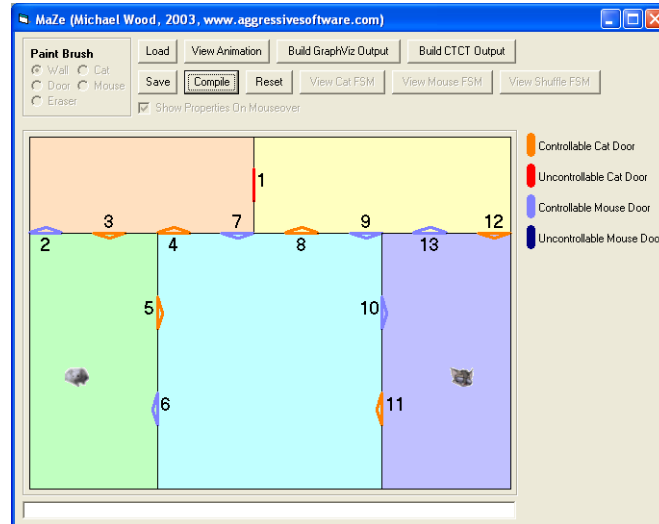 MaZe (Michael Wood, 2003, www.aggressivesoftware.com)
Paint Brush
Wall Cat
Door Mouse
Eraser
Load View Animation Build GraphViz Output Build CTCT Output
Save Compile Reset View Cat FSM View Mouse FSM View Shuffle FSM
Show Properties On Mouseover
1
2 3 4 7 8 9 13 12
5 10
6 11
Controllable Cat Door
Uncontrollable Cat Door
Controllable Mouse Door
Uncontrollable Mouse Doo